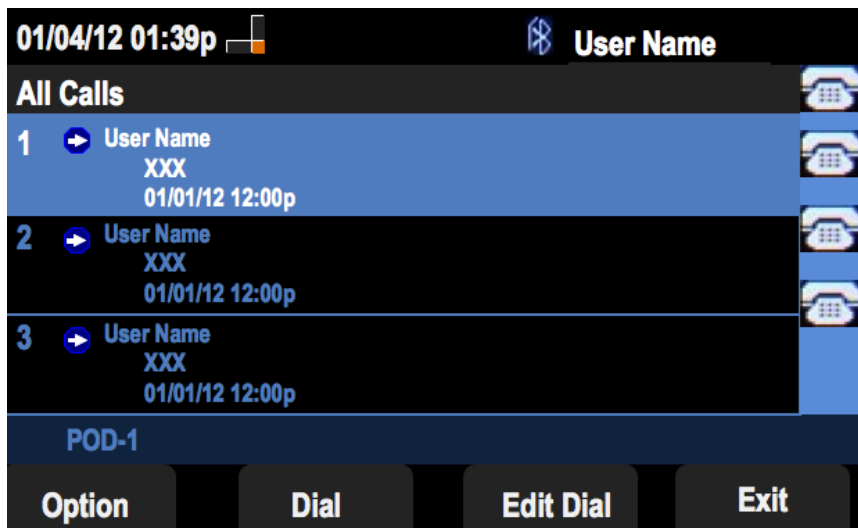 01/04/12 01:39p User Name
All Calls
1 User Name
XXX
01/01/12 12:00p
2 User Name
XXX
01/01/12 12:00p
3 User Name
XXX
01/01/12 12:00p
POD-1
Option Dial Edit Dial Exit